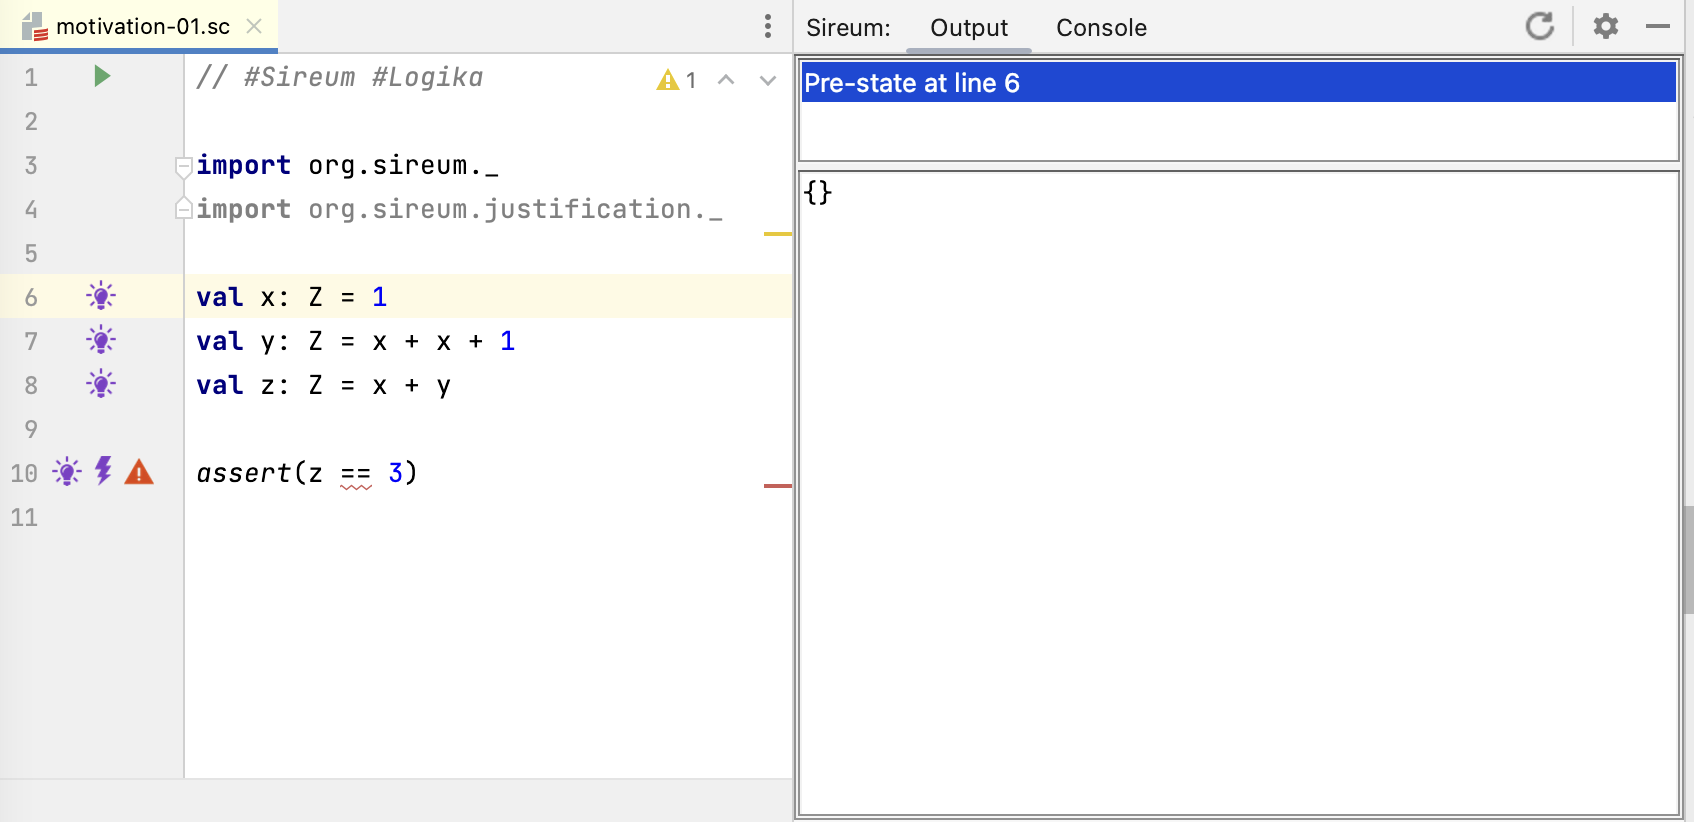 motivation-01.sc
Sireum: Output Console
1 // #Sireum #Logika 1
2
3 import org.sireum._
4 import org.sireum.justification._
5
6 val x: Z = 1
7 val y: Z = x + x + 1
8 val z: Z = x + y
9
10 assert(z == 3)
11
Pre-state at line 6
{}